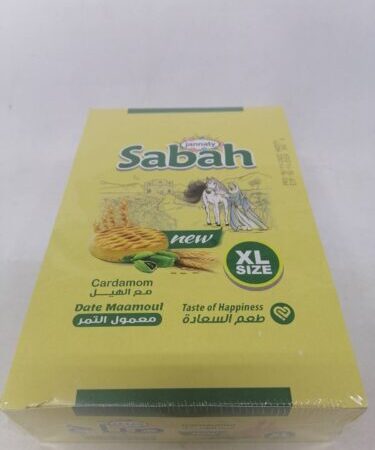 jannaty
Sabah
new
XL
SIZE
Cardamom
مع الهيل
Date Maamoul
معمول التمر
Taste of Happiness
طعم السعادة